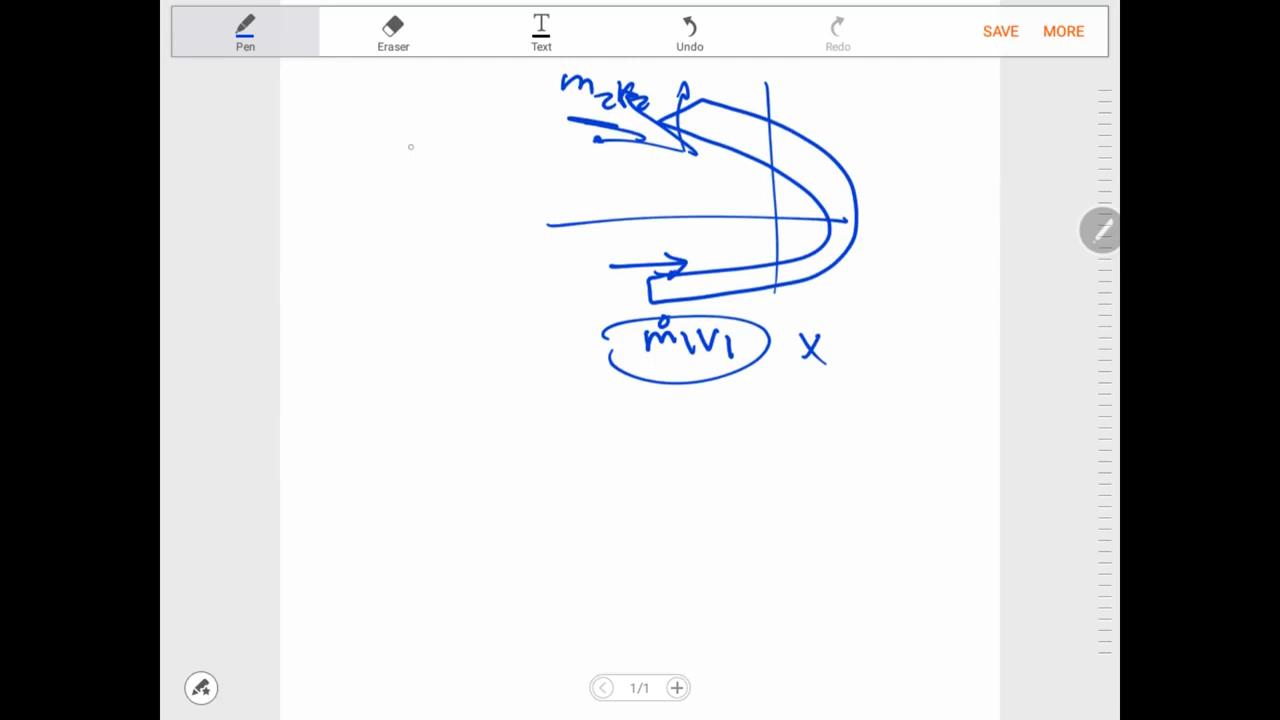 Pen
Eraser
Text
Undo
Redo
SAVE
MORE
ṁ1V1 X
1/1